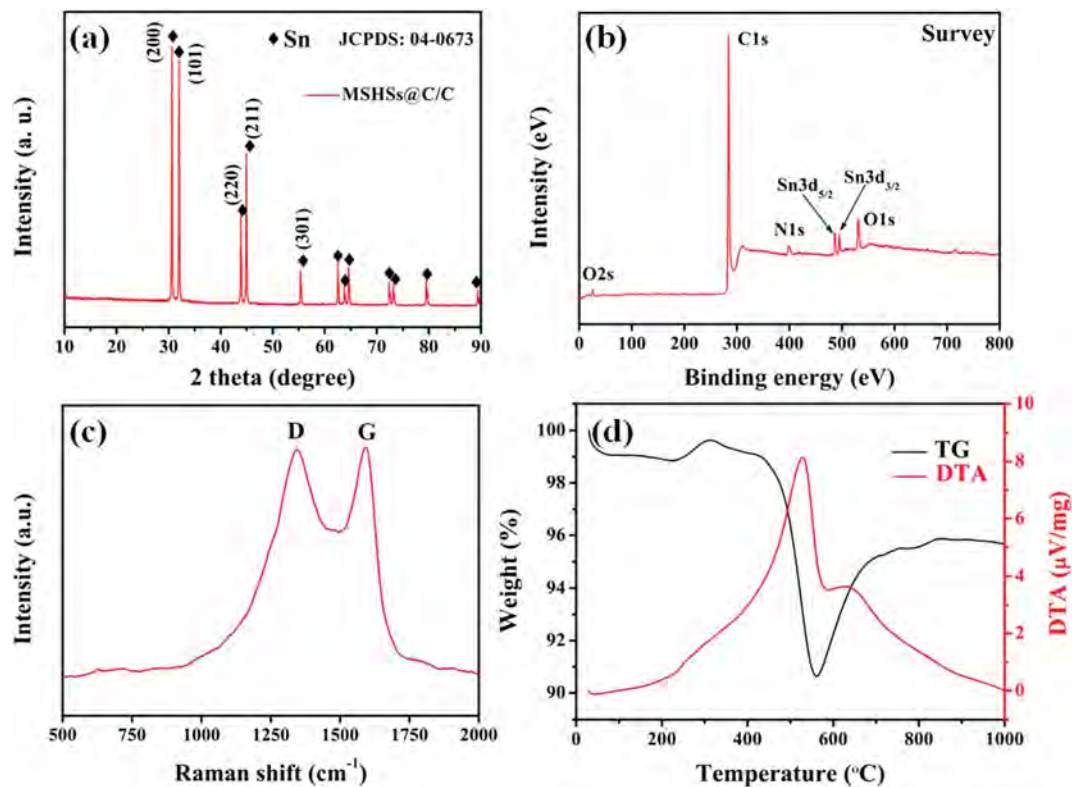 (a)
◆Sn JCPDS: 04-0673
MSHSs@C/C
(200)
(101)
(220)
(211)
(301)
Intensity (a. u.)
10 20 30 40 50 60 70 80 90
2 theta (degree)
(b)
Survey
C1s
Sn3d5/2
Sn3d3/2
N1s
O1s
O2s
Intensity (eV)
0 100 200 300 400 500 600 700 800
Binding energy (eV)
(c)
D G
Intensity (a.u.)
500 750 1000 1250 1500 1750 2000
Raman shift (cm-1)
(d)
TG
DTA
100
98
96
94
92
90
Weight (%)
10
8
6
4
2
0
DTA (μV/mg)
0 200 400 600 800 1000
Temperature (oC)